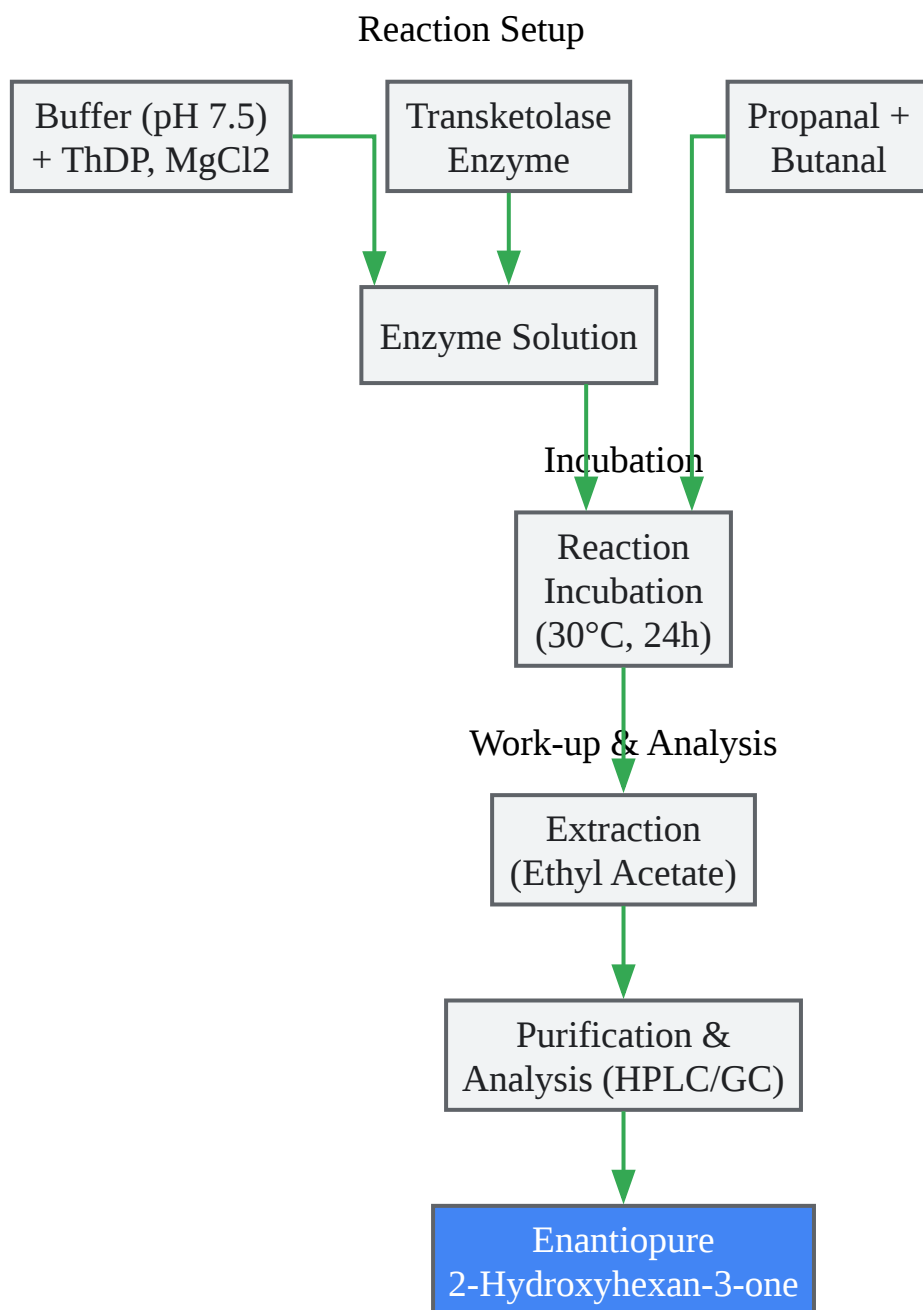 Reaction Setup
Buffer (pH 7.5)
+ ThDP, MgCl2
Transketolase
Enzyme
Propanal +
Butanal
Enzyme Solution
Incubation
Reaction
Incubation
(30°C, 24h)
Work-up & Analysis
Extraction
(Ethyl Acetate)
Purification &
Analysis (HPLC/GC)
Enantiopure
2-Hydroxyhexan-3-one